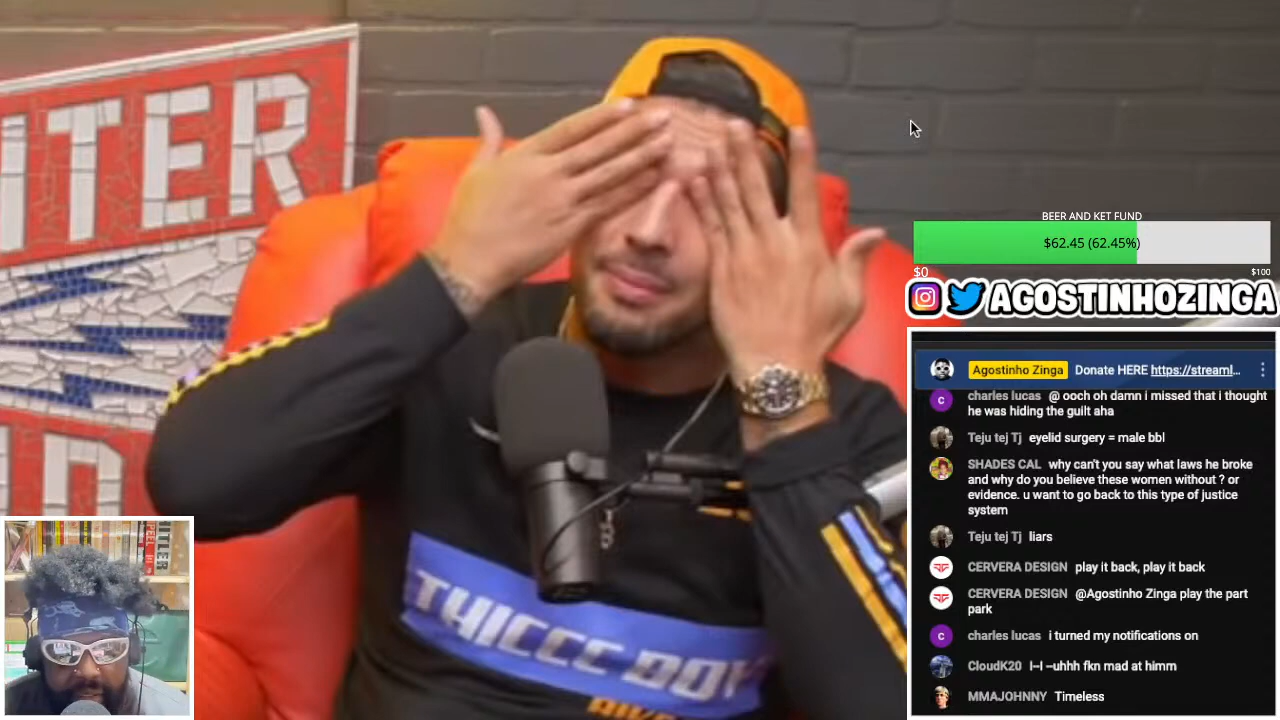 ITER
THICCC BOY
BEER AND KET FUND
$62.45 (62.45%)
$0
$100
AGOSTINHOZINGA
Agostinho Zinga Donate HERE https://streaml...
charles lucas @ ooch oh damn i missed that i thought
he was hiding the guilt aha
Teju tej Tj eyelid surgery = male bbl
SHADES CAL why can't you say what laws he broke
and why do you believe these women without ? or
evidence. u want to go back to this type of justice
system
Teju tej Tj liars
CERVERA DESIGN play it back, play it back
CERVERA DESIGN @Agostinho Zinga play the part
park
charles lucas i turned my notifications on
CloudK20 I-I --uhhh fkn mad at himm
MMAJOHNNY Timeless
HITLER